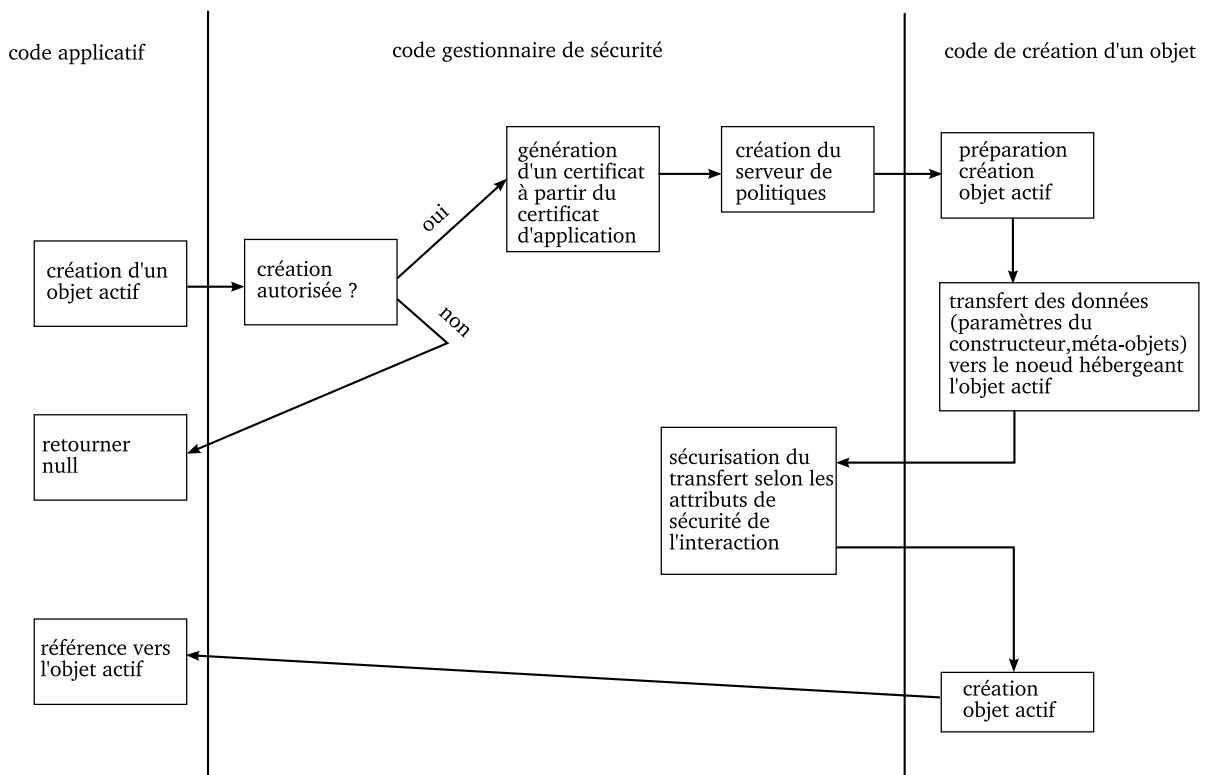 code applicatif
code gestionnaire de sécurité
code de création d'un objet
création d'un
objet actif
création
autorisée ?
oui
non
génération
d'un certificat
à partir du
certificat
d'application
création du
serveur de
politiques
préparation
création
objet actif
transfert des données
(paramètres du
constructeur,méta-objets)
vers le noeud hébergeant
l'objet actif
retourner
null
sécurisation du
transfert selon les
attributs de
sécurité de
l'interaction
référence vers
l'objet actif
création
objet actif